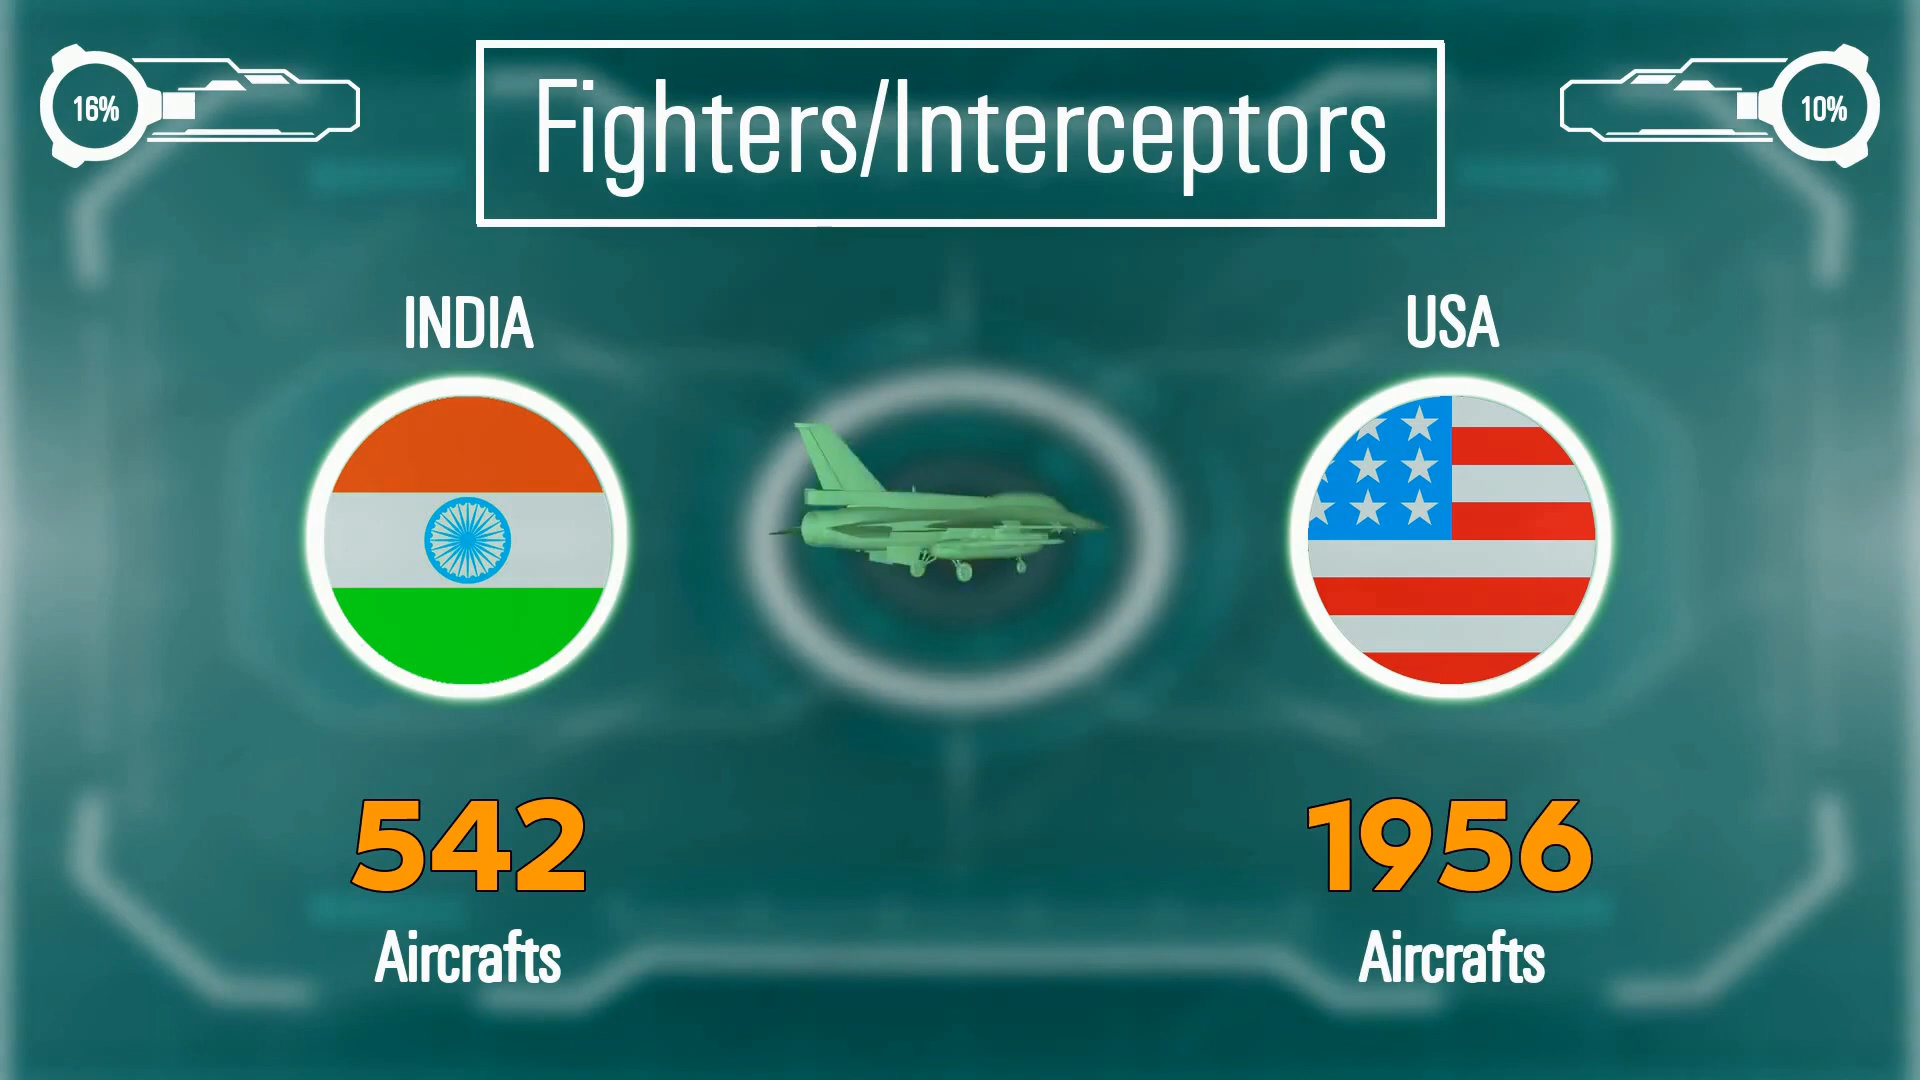 16%
Fighters/Interceptors
10%
INDIA
USA
542
1956
Aircrafts
Aircrafts